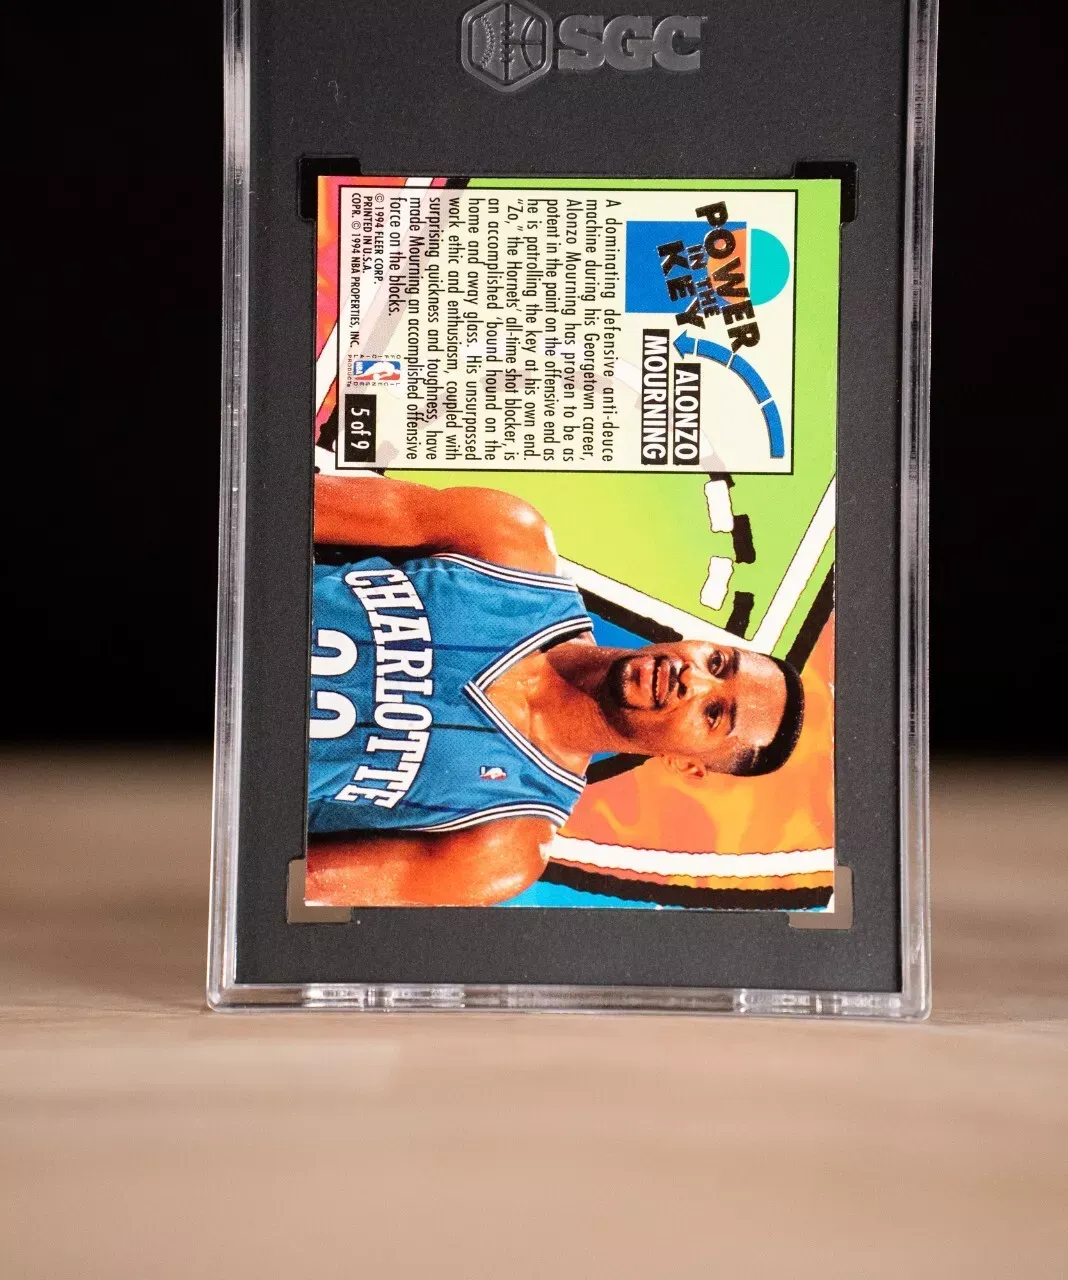 SGC
POWER
IN THE
KEY
ALONZO
MOURNING
A dominating defensive anti-deuce
machine during his Georgetown career,
Alonzo Mourning has proven to be as
potent in the paint on the offensive end as
he is patrolling the key at his own end.
"Zo," the Hornets' all-time shot blocker, is
an accomplished 'bound hound on the
home and away glass. His unsurpassed
work ethic and enthusiasm, coupled with
surprising quickness and toughness, have
made Mourning an accomplished offensive
force on the blocks.
© 1994 FLEER CORP.
PRINTED IN U.S.A.
COPR. © 1994 NBA PROPERTIES, INC.
OFFICIAL
NBA
LICENSED
PRODUCT
5 of 9
CHARLOTTE